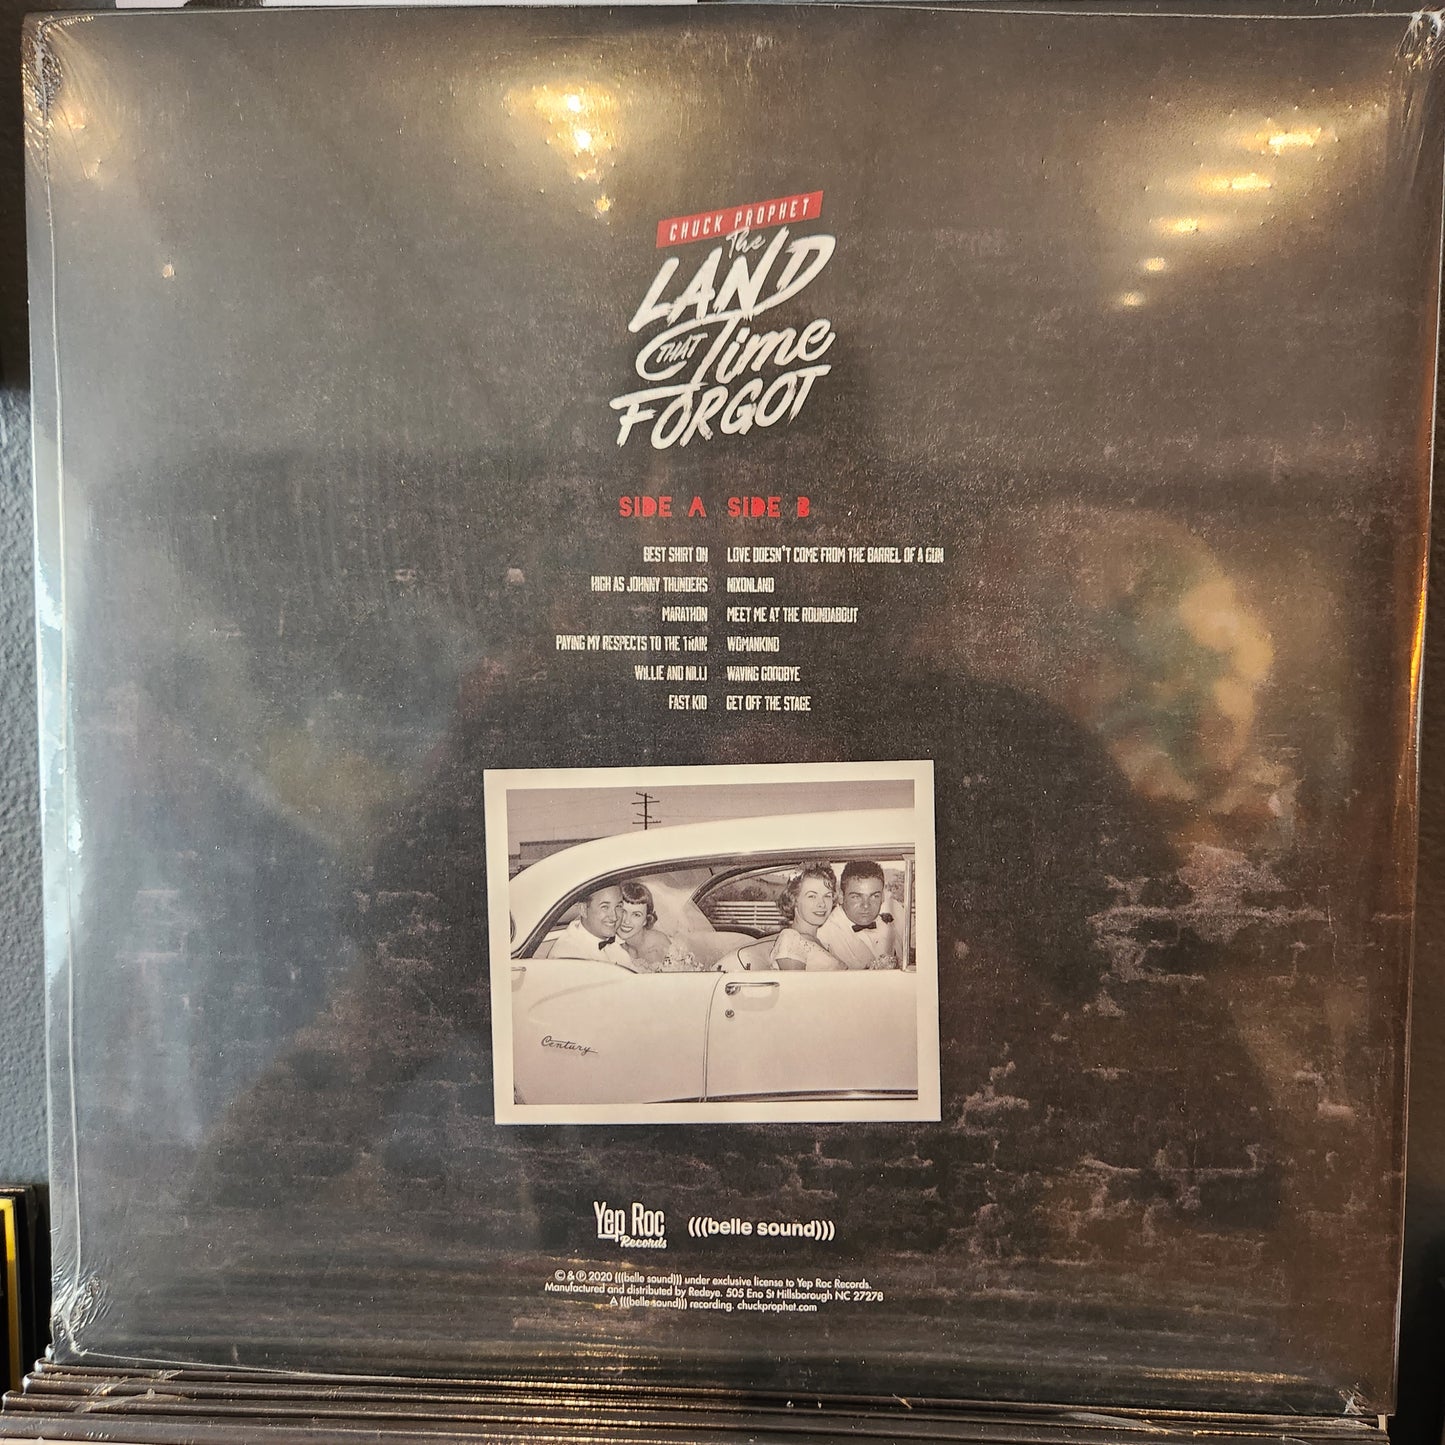 CHUCK PROPHET
The
LAND
THAT Time
FORGOT
SIDE A
BEST SHIRT ON
HIGH AS JOHNNY THUNDERS
MARATHON
PAYING MY RESPECTS TO THE TRAIN
WILLIE AND NILLI
FAST KID
SIDE B
LOVE DOESN'T COME FROM THE BARREL OF A GUN
NIXONLAND
MEET ME AT THE ROUNDABOUT
WOMANKIND
WAVING GOODBYE
GET OFF THE STAGE
Century
Yep Roc
Records
(((belle sound)))
© & ℗ 2020 (((belle sound))) under exclusive license to Yep Roc Records.
Manufactured and distributed by Redeye. 505 Eno St Hillsborough NC 27278
A (((belle sound))) recording. chuckprophet.com